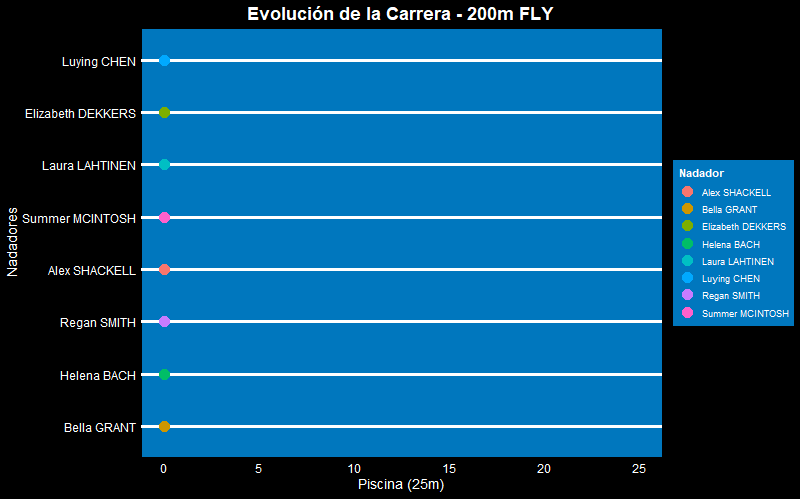 Evolución de la Carrera - 200m FLY
Nadadores
Luying CHEN
Elizabeth DEKKERS
Laura LAHTINEN
Summer MCINTOSH
Alex SHACKELL
Regan SMITH
Helena BACH
Bella GRANT
0 5 10 15 20 25
Piscina (25m)
Nadador
Alex SHACKELL
Bella GRANT
Elizabeth DEKKERS
Helena BACH
Laura LAHTINEN
Luying CHEN
Regan SMITH
Summer MCINTOSH